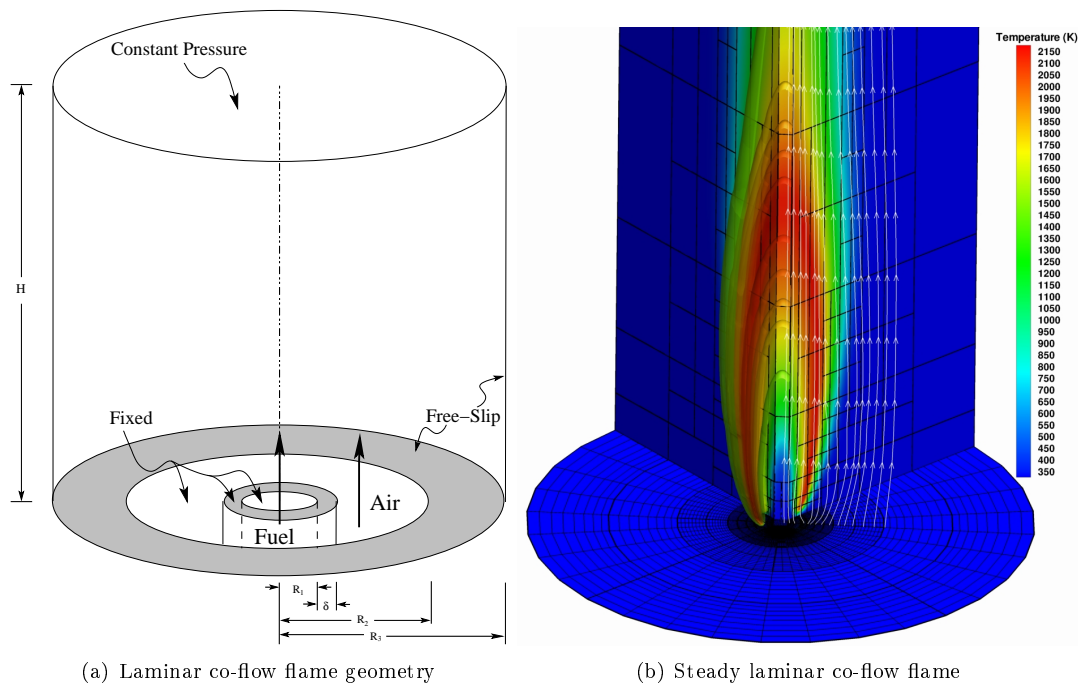 Constant Pressure
H
Fixed
Free–Slip
Air
Fuel
R1
δ
R2
R3
(a) Laminar co-flow flame geometry
Temperature (K)
2150
2100
2050
2000
1950
1900
1850
1800
1750
1700
1650
1600
1550
1500
1450
1400
1350
1300
1250
1200
1150
1100
1050
1000
950
900
850
800
750
700
650
600
550
500
450
400
350
(b) Steady laminar co-flow flame